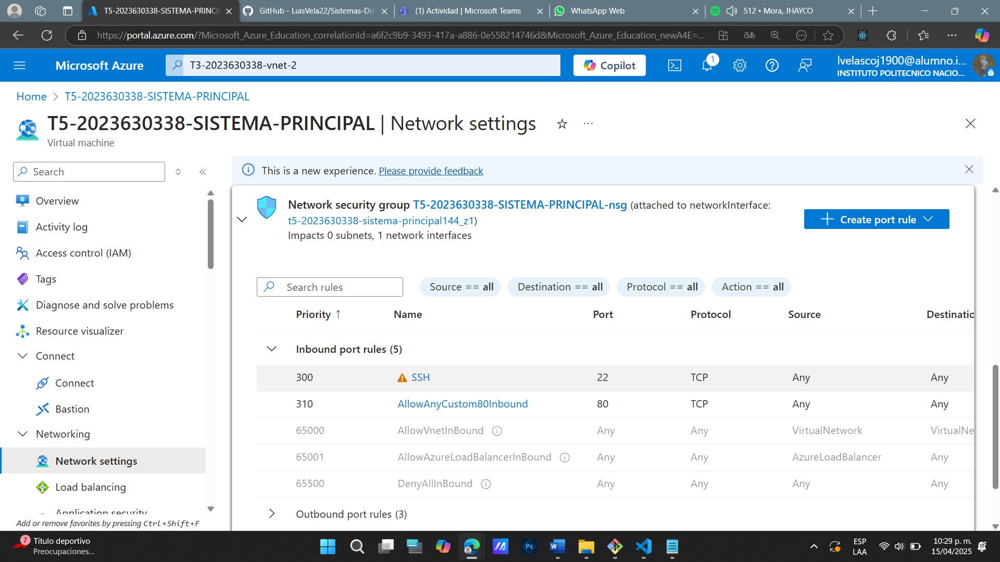 T5-2023630338-SISTEMA-PRINCI
GitHub - LuisVela22/Sistemas-Dis
(1) Actividad | Microsoft Teams
WhatsApp Web
512 • Mora, JHAYCO
https://portal.azure.com/?Microsoft_Azure_Education_correlationId=a6f2c9b9-3493-417a-a886-0e558214746d&Microsoft_Azure_Education_newA4E=...
Microsoft Azure
T3-2023630338-vnet-2
Copilot
1
lvelascoj1900@alumno.i...
INSTITUTO POLITECNICO NACIO...
Home > T5-2023630338-SISTEMA-PRINCIPAL
T5-2023630338-SISTEMA-PRINCIPAL | Network settings
Virtual machine
Search
Overview
Activity log
Access control (IAM)
Tags
Diagnose and solve problems
Resource visualizer
Connect
Connect
Bastion
Networking
Network settings
Load balancing
Application security
Add or remove favorites by pressing Ctrl+Shift+F
This is a new experience. Please provide feedback
Network security group T5-2023630338-SISTEMA-PRINCIPAL-nsg (attached to networkInterface:
t5-2023630338-sistema-principal144_z1)
Impacts 0 subnets, 1 network interfaces
Create port rule
Search rules
Source == all
Destination == all
Protocol == all
Action == all
Priority ↑ Name Port Protocol Source Destinatio
Inbound port rules (5)
300 SSH 22 TCP Any Any
310 AllowAnyCustom80Inbound 80 TCP Any Any
65000 AllowVnetInBound Any Any VirtualNetwork VirtualNe
65001 AllowAzureLoadBalancerInBound Any Any AzureLoadBalancer Any
65500 DenyAllInBound Any Any Any Any
Outbound port rules (3)
7
Título deportivo
Preocupaciones...
Ps
W
ESP
LAA
10:29 p. m.
15/04/2025